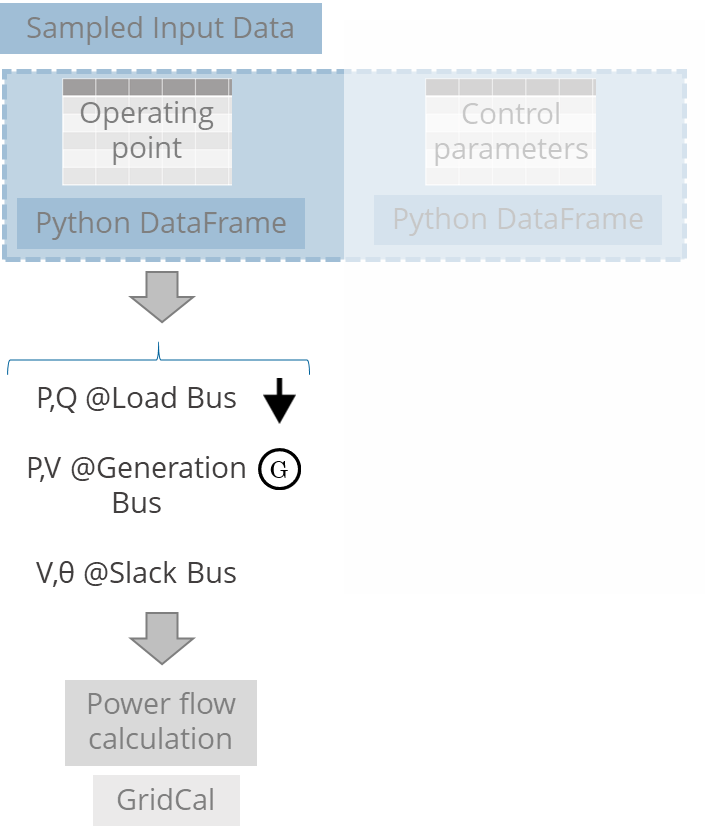 Sampled Input Data
Operating
point
Python DataFrame
Control
parameters
Python DataFrame
P,Q @Load Bus
P,V @Generation
Bus
G
V,θ @Slack Bus
Power flow
calculation
GridCal